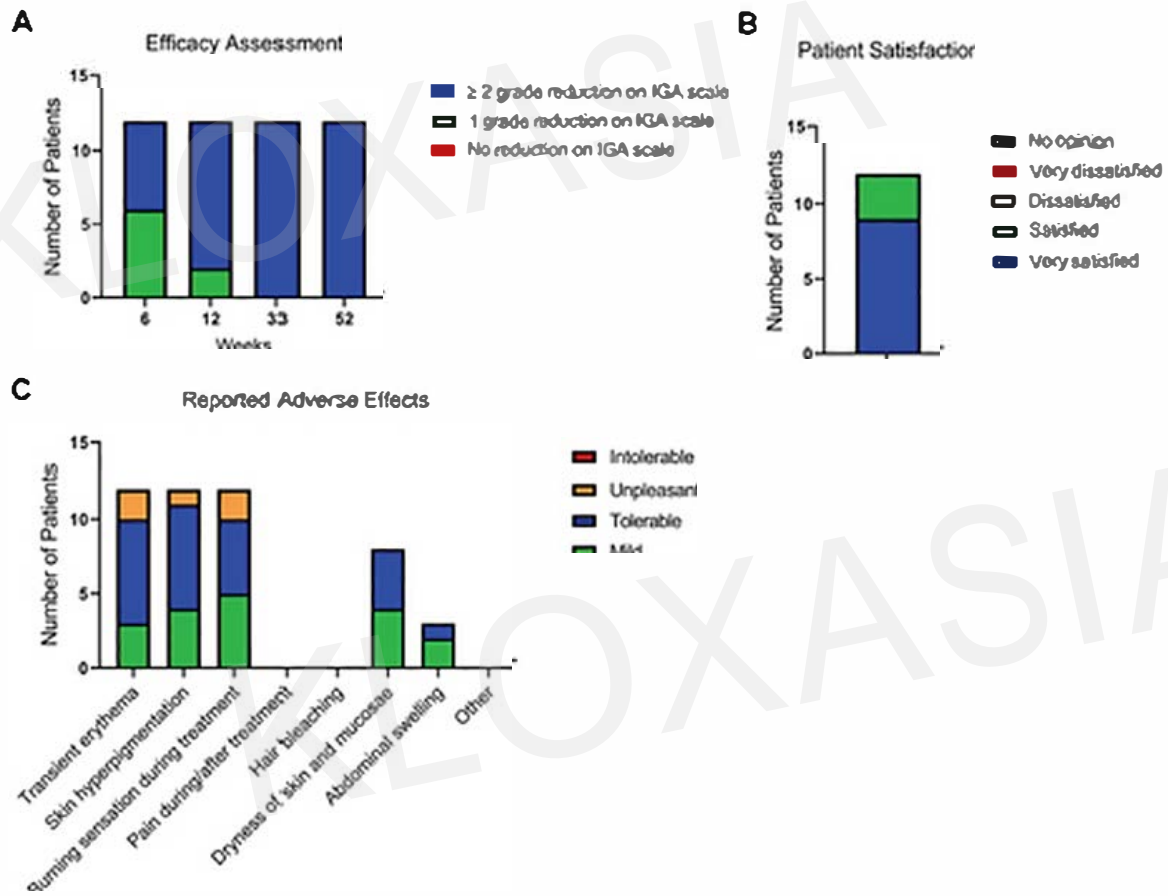 A
Efficacy Assessment
15
10
5
0
Number of Patients
6 12 33 52
Weeks
≥ 2 grade reduction on IGA scale
1 grade reduction on IGA scale
No reduction on IGA scale
B
Patient Satisfaction
15
10
5
0
Number of Patients
No opinion
Very dissatisfied
Dissatisfied
Satisfied
Very satisfied
C
Reported Adverse Effects
15
10
5
0
Number of Patients
Intolerable
Unpleasant
Tolerable
Mild
Transient erythema
Skin hyperpigmentation
Burning sensation during treatment
Pain during/after treatment
Hair bleaching
Dryness of skin and mucosae
Abdominal swelling
Other
KLOXASIA
KLOXASIA